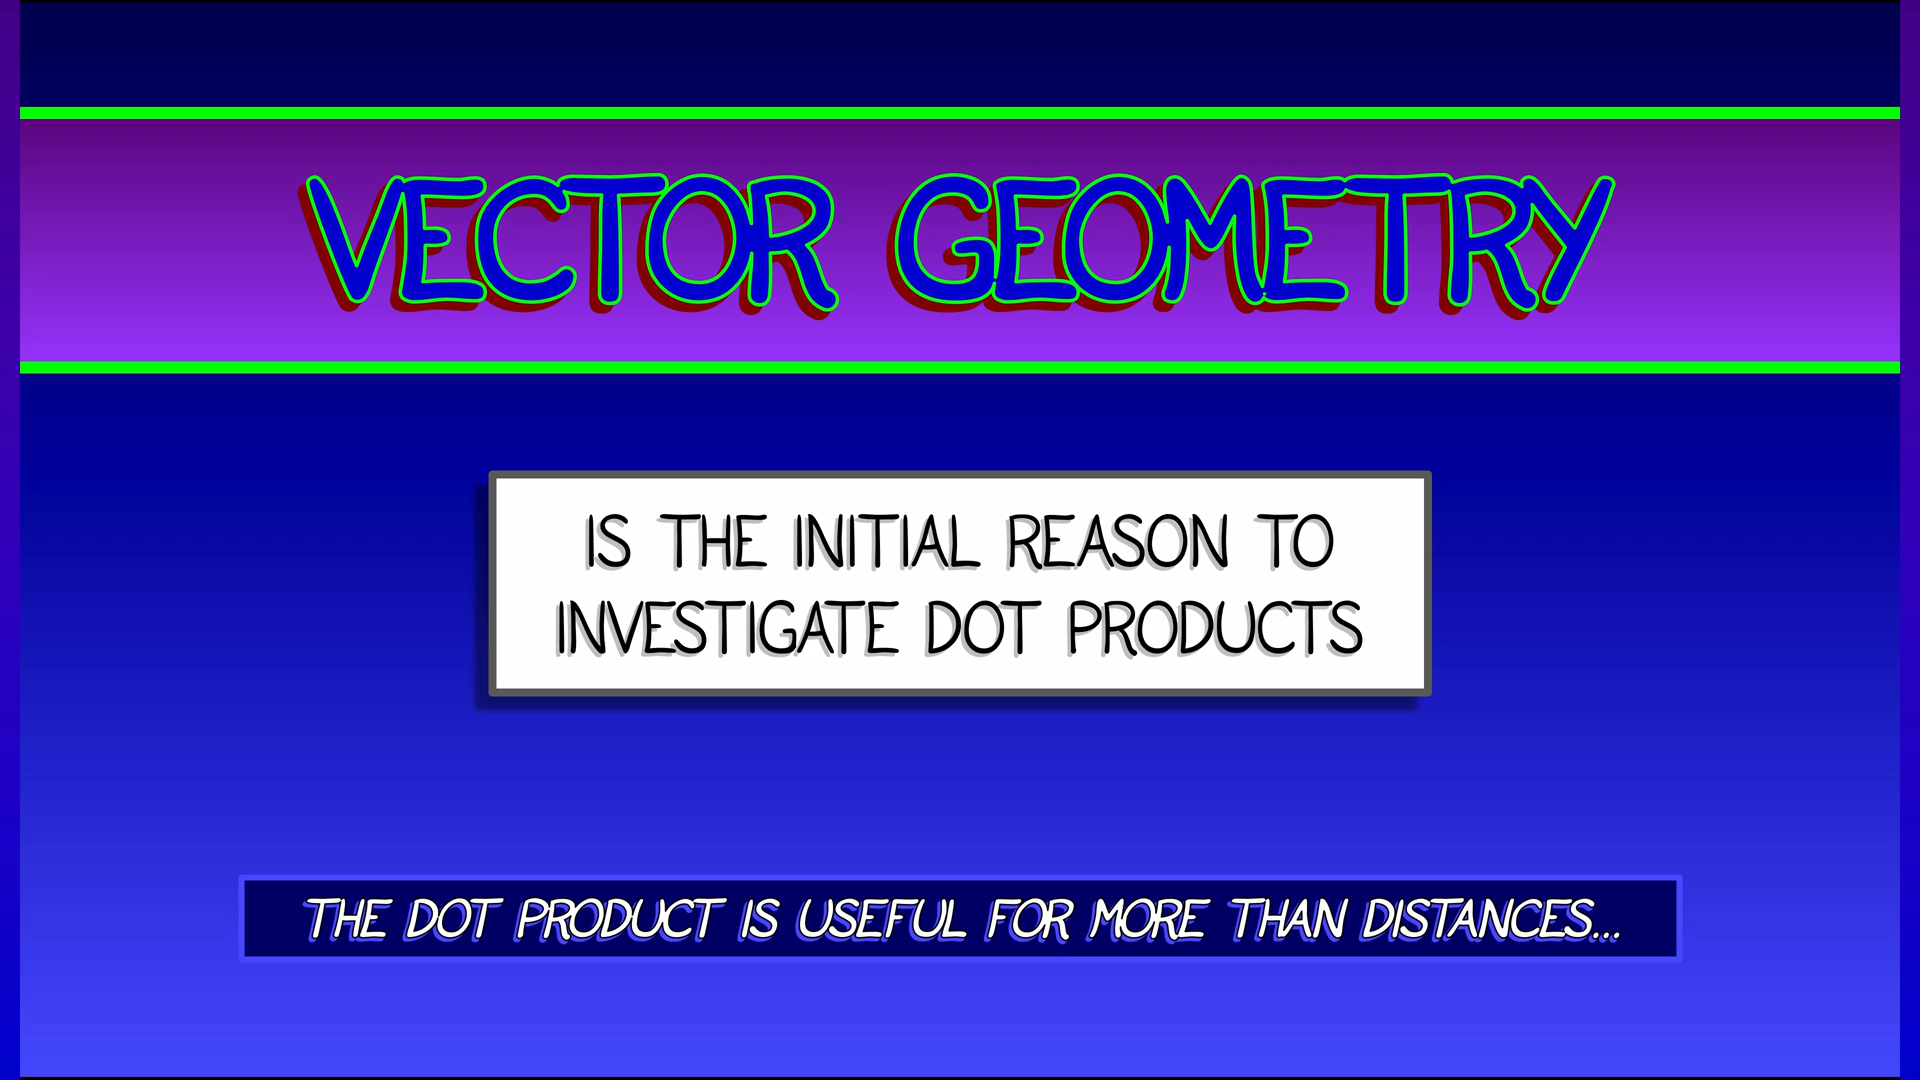 VECTOR GEOMETRY
IS THE INITIAL REASON TO
INVESTIGATE DOT PRODUCTS
THE DOT PRODUCT IS USEFUL FOR MORE THAN DISTANCES...